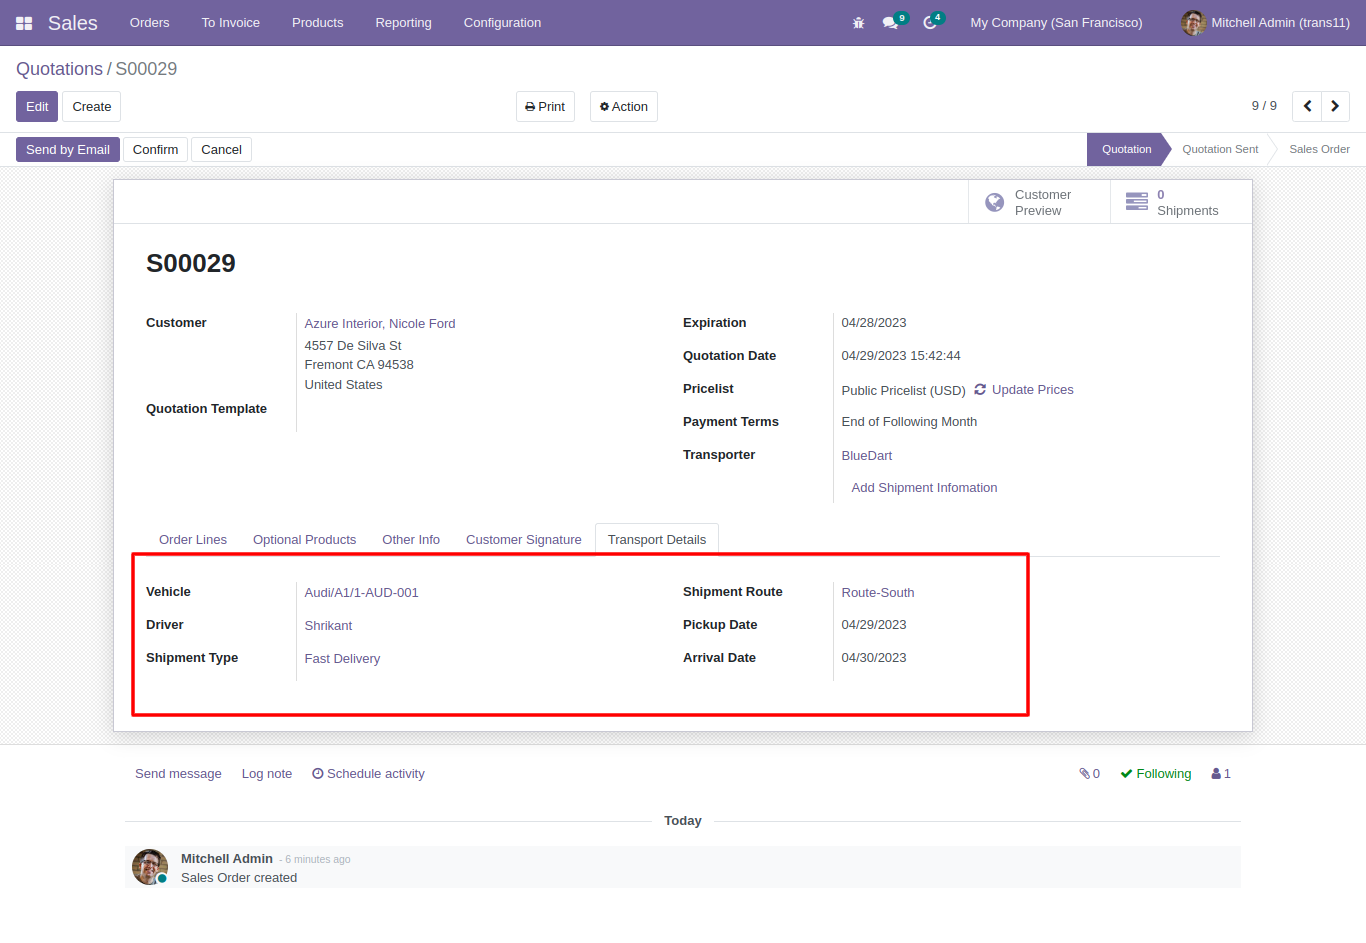 Sales Orders To Invoice Products Reporting Configuration 9 4 My Company (San Francisco) Mitchell Admin (trans11)
Quotations / S00029
Edit Create Print Action 9 / 9
Send by Email Confirm Cancel Quotation Quotation Sent Sales Order
Customer Preview
0 Shipments
S00029
Customer Azure Interior, Nicole Ford
4557 De Silva St
Fremont CA 94538
United States
Quotation Template
Expiration 04/28/2023
Quotation Date 04/29/2023 15:42:44
Pricelist Public Pricelist (USD) Update Prices
Payment Terms End of Following Month
Transporter BlueDart
Add Shipment Infomation
Order Lines Optional Products Other Info Customer Signature Transport Details
Vehicle Audi/A1/1-AUD-001
Driver Shrikant
Shipment Type Fast Delivery
Shipment Route Route-South
Pickup Date 04/29/2023
Arrival Date 04/30/2023
Send message Log note Schedule activity 0 Following 1
Today
Mitchell Admin - 6 minutes ago
Sales Order created